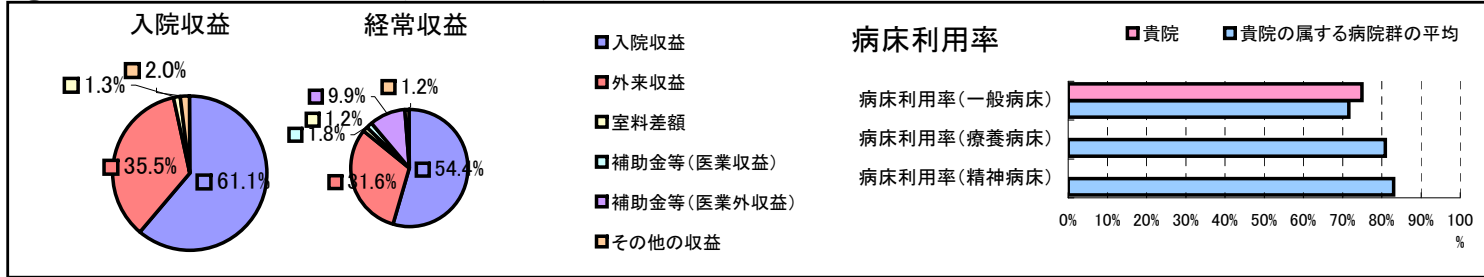 入院収益
2.0%
1.3%
35.5%
61.1%
経常収益
1.2%
9.9%
1.2%
1.8%
31.6%
54.4%
入院収益
外来収益
室料差額
補助金等(医業収益)
補助金等(医業外収益)
その他の収益
病床利用率
貴院
貴院の属する病院群の平均
病床利用率(一般病床)
病床利用率(療養病床)
病床利用率(精神病床)
0% 10% 20% 30% 40% 50% 60% 70% 80% 90% 100
%